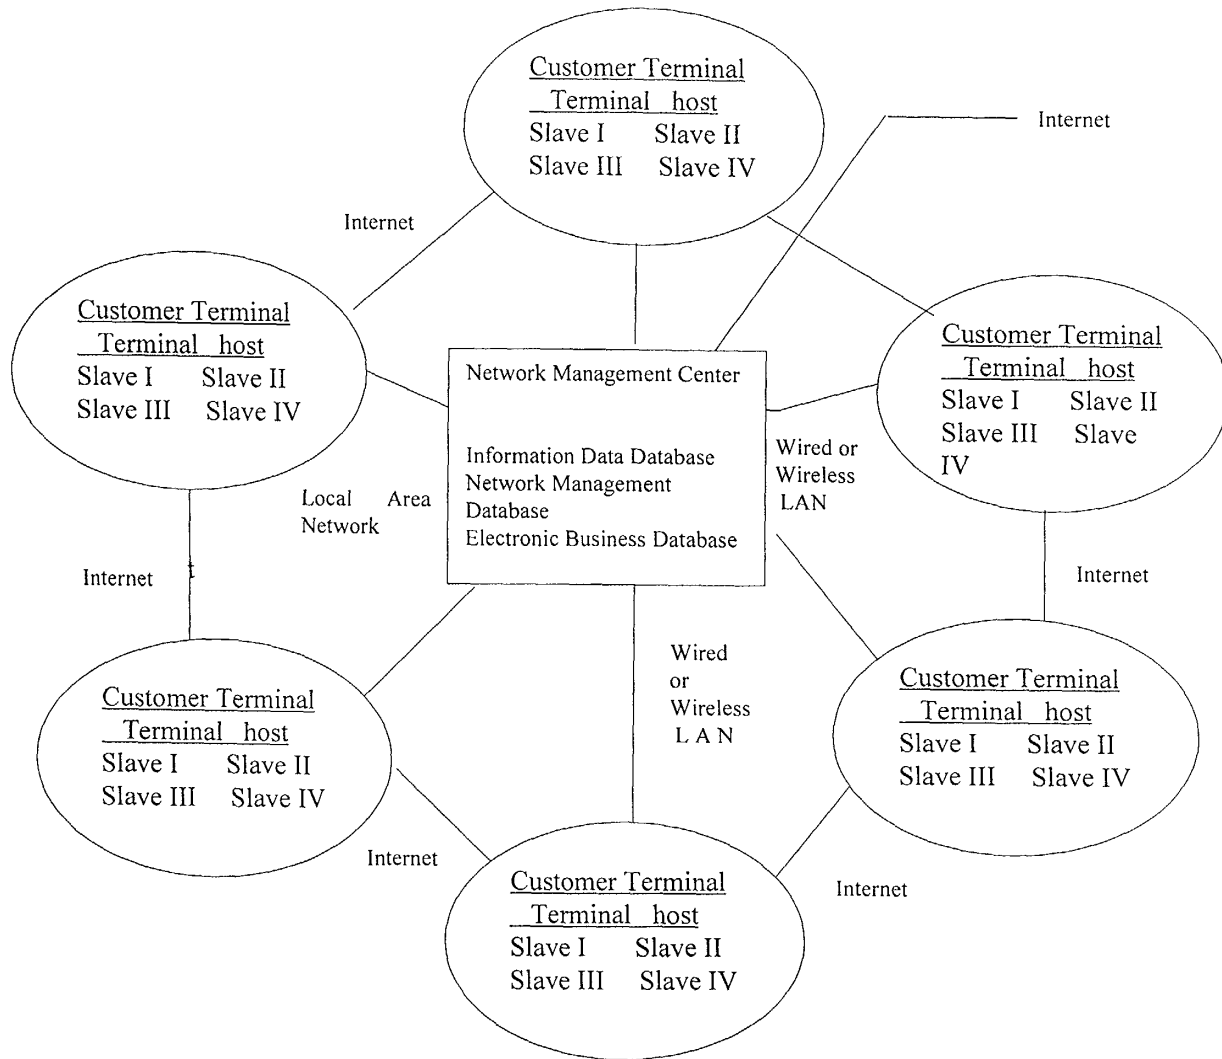 Customer Terminal
Terminal host
Slave I Slave II
Slave III Slave IV
Internet
Internet
Customer Terminal
Terminal host
Slave I Slave II
Slave III Slave IV
Network Management Center
Information Data Database
Network Management
Database
Electronic Business Database
Customer Terminal
Terminal host
Slave I Slave II
Slave III Slave
IV
Local Area
Network
Wired or
Wireless
LAN
Internet
Internet
Wired
or
Wireless
L A N
Customer Terminal
Terminal host
Slave I Slave II
Slave III Slave IV
Customer Terminal
Terminal host
Slave I Slave II
Slave III Slave IV
Internet
Internet
Customer Terminal
Terminal host
Slave I Slave II
Slave III Slave IV